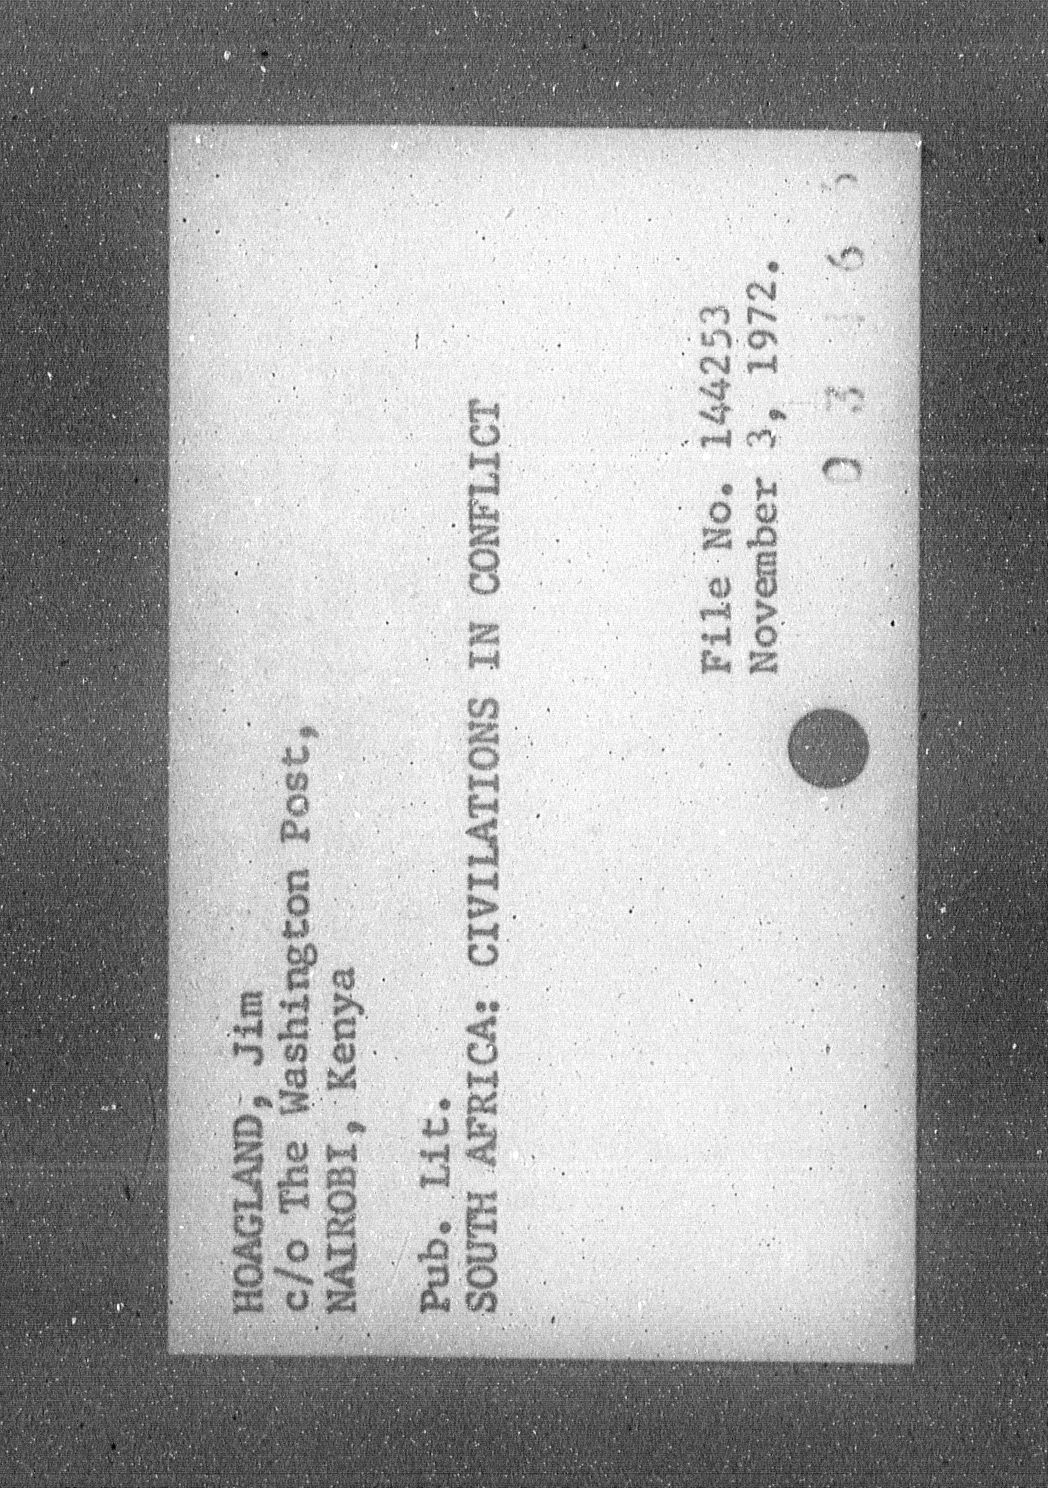 HOAGLAND, Jim
c/o The Washington Post,
NAIROBI, Kenya
Pub. Lit.
SOUTH AFRICA: CIVILATIONS IN CONFLICT
File No. 144253
November 3, 1972.